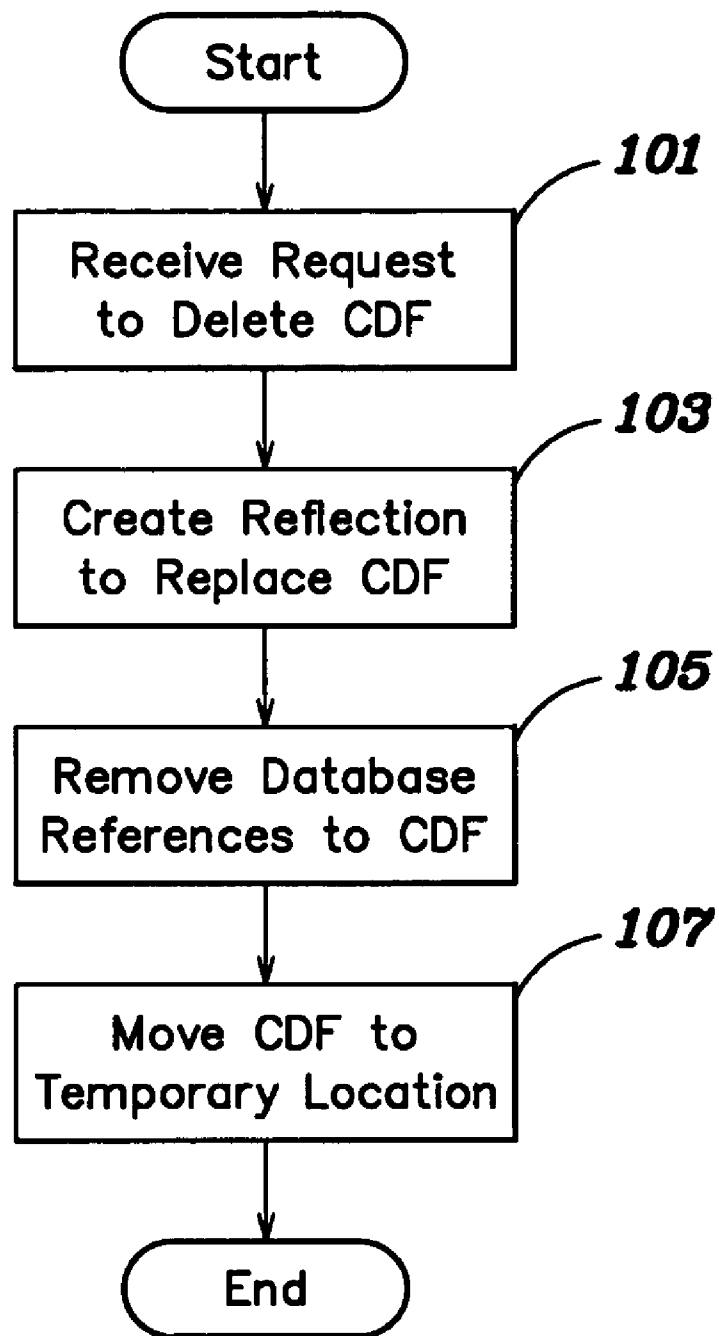 Start
101
Receive Request
to Delete CDF
103
Create Reflection
to Replace CDF
105
Remove Database
References to CDF
107
Move CDF to
Temporary Location
End